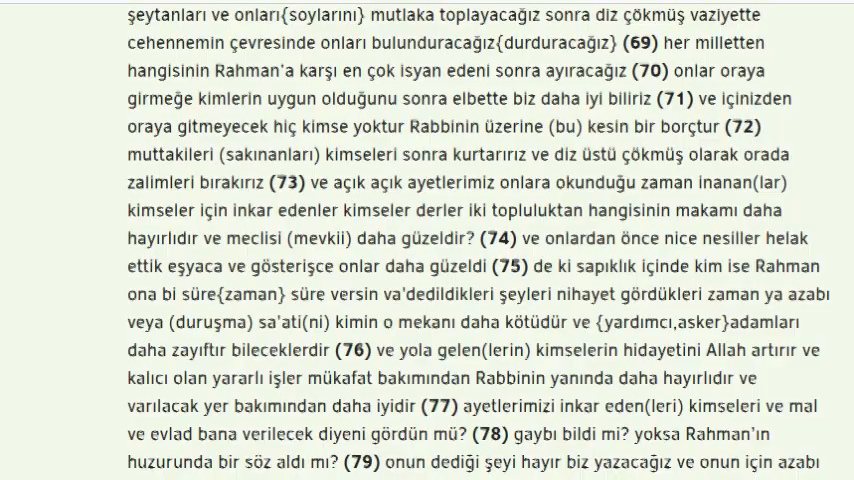 şeytanları ve onları{soylarını} mutlaka toplayacağız sonra diz çökmüş vaziyette
cehennemin çevresinde onları bulunduracağız{durduracağız} (69) her milletten
hangisinin Rahman'a karşı en çok isyan edeni sonra ayıracağız (70) onlar oraya
girmeğe kimlerin uygun olduğunu sonra elbette biz daha iyi biliriz (71) ve içinizden
oraya gitmeyecek hiç kimse yoktur Rabbinin üzerine (bu) kesin bir borçtur (72)
muttakileri (sakınanları) kimseleri sonra kurtarırız ve diz üstü çökmüş olarak orada
zalimleri bırakırız (73) ve açık açık ayetlerimiz onlara okunduğu zaman inanan(lar)
kimseler için inkar edenler kimseler derler iki topluluktan hangisinin makamı daha
hayırlıdır ve meclisi (mevkii) daha güzeldir? (74) ve onlardan önce nice nesiller helak
ettik eşyaca ve gösterişce onlar daha güzeldi (75) de ki sapıklık içinde kim ise Rahman
ona bi süre{zaman} süre versin va'dedildikleri şeyleri nihayet gördükleri zaman ya azabı
veya (duruşma) sa'ati(ni) kimin o mekanı daha kötüdür ve {yardımcı,asker}adamları
daha zayıftır bileceklerdir (76) ve yola gelen(lerin) kimselerin hidayetini Allah artırır ve
kalıcı olan yararlı işler mükafat bakımından Rabbinin yanında daha hayırlıdır ve
varılacak yer bakımından daha iyidir (77) ayetlerimizi inkar eden(leri) kimseleri ve mal
ve evlad bana verilecek diyeni gördün mü? (78) gaybı bildi mi? yoksa Rahman'ın
huzurunda bir söz aldı mı? (79) onun dediği şeyi hayır biz yazacağız ve onun için azabı